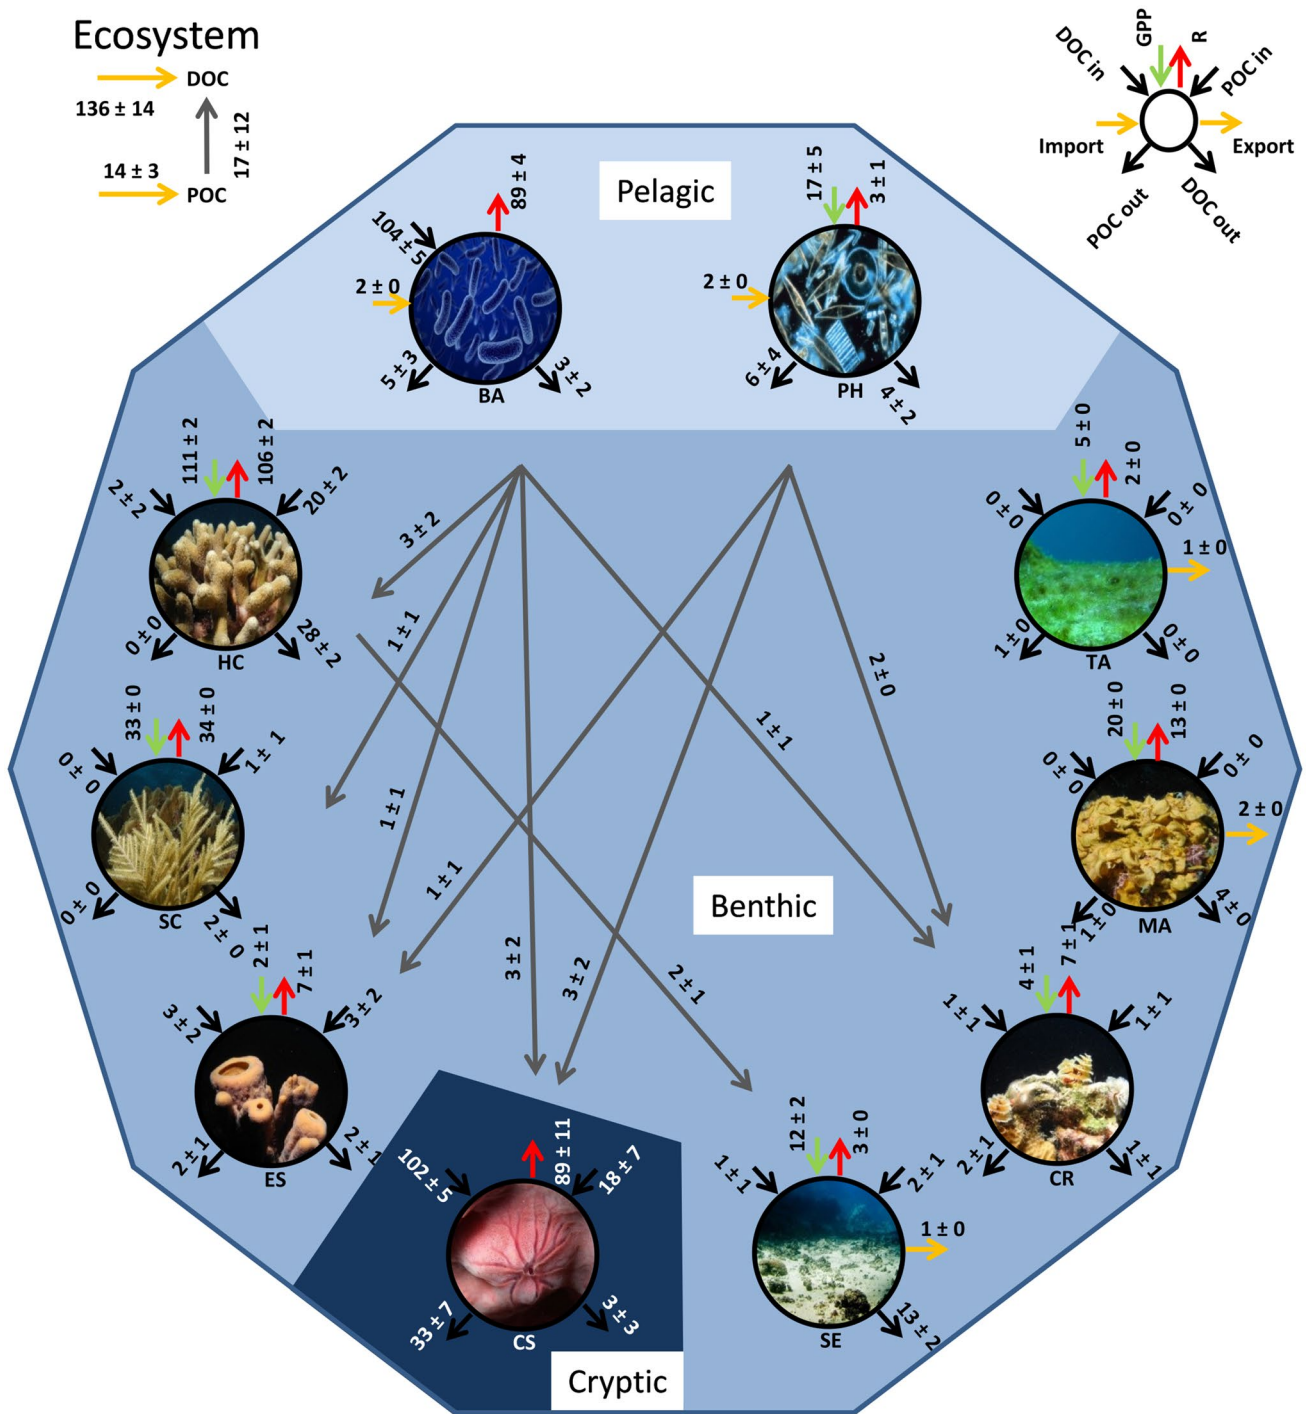 Ecosystem
DOC
136 ± 14
17 ± 12
14 ± 3
POC
DOC in
GPP
R
POC in
Import
Export
POC out
DOC out
Pelagic
104 ± 5
89 ± 4
2 ± 0
5 ± 3
3 ± 2
BA
17 ± 5
3 ± 1
2 ± 0
6 ± 4
4 ± 2
PH
2 ± 2
111 ± 2
106 ± 2
20 ± 2
0 ± 0
28 ± 2
HC
5 ± 0
2 ± 0
0 ± 0
0 ± 0
1 ± 0
1 ± 0
0 ± 0
TA
3 ± 2
1 ± 1
1 ± 1
1 ± 1
3 ± 2
3 ± 2
2 ± 1
1 ± 1
2 ± 0
33 ± 0
34 ± 0
0 ± 0
1 ± 1
0 ± 0
2 ± 0
SC
20 ± 0
13 ± 0
0 ± 0
0 ± 0
2 ± 0
1 ± 0
4 ± 0
MA
Benthic
2 ± 1
7 ± 1
3 ± 2
3 ± 2
2 ± 1
2 ± 1
ES
4 ± 1
7 ± 1
1 ± 1
1 ± 1
2 ± 1
1 ± 1
CR
102 ± 5
89 ± 11
18 ± 7
33 ± 7
3 ± 3
CS
12 ± 2
3 ± 0
1 ± 1
2 ± 1
1 ± 0
13 ± 2
SE
Cryptic